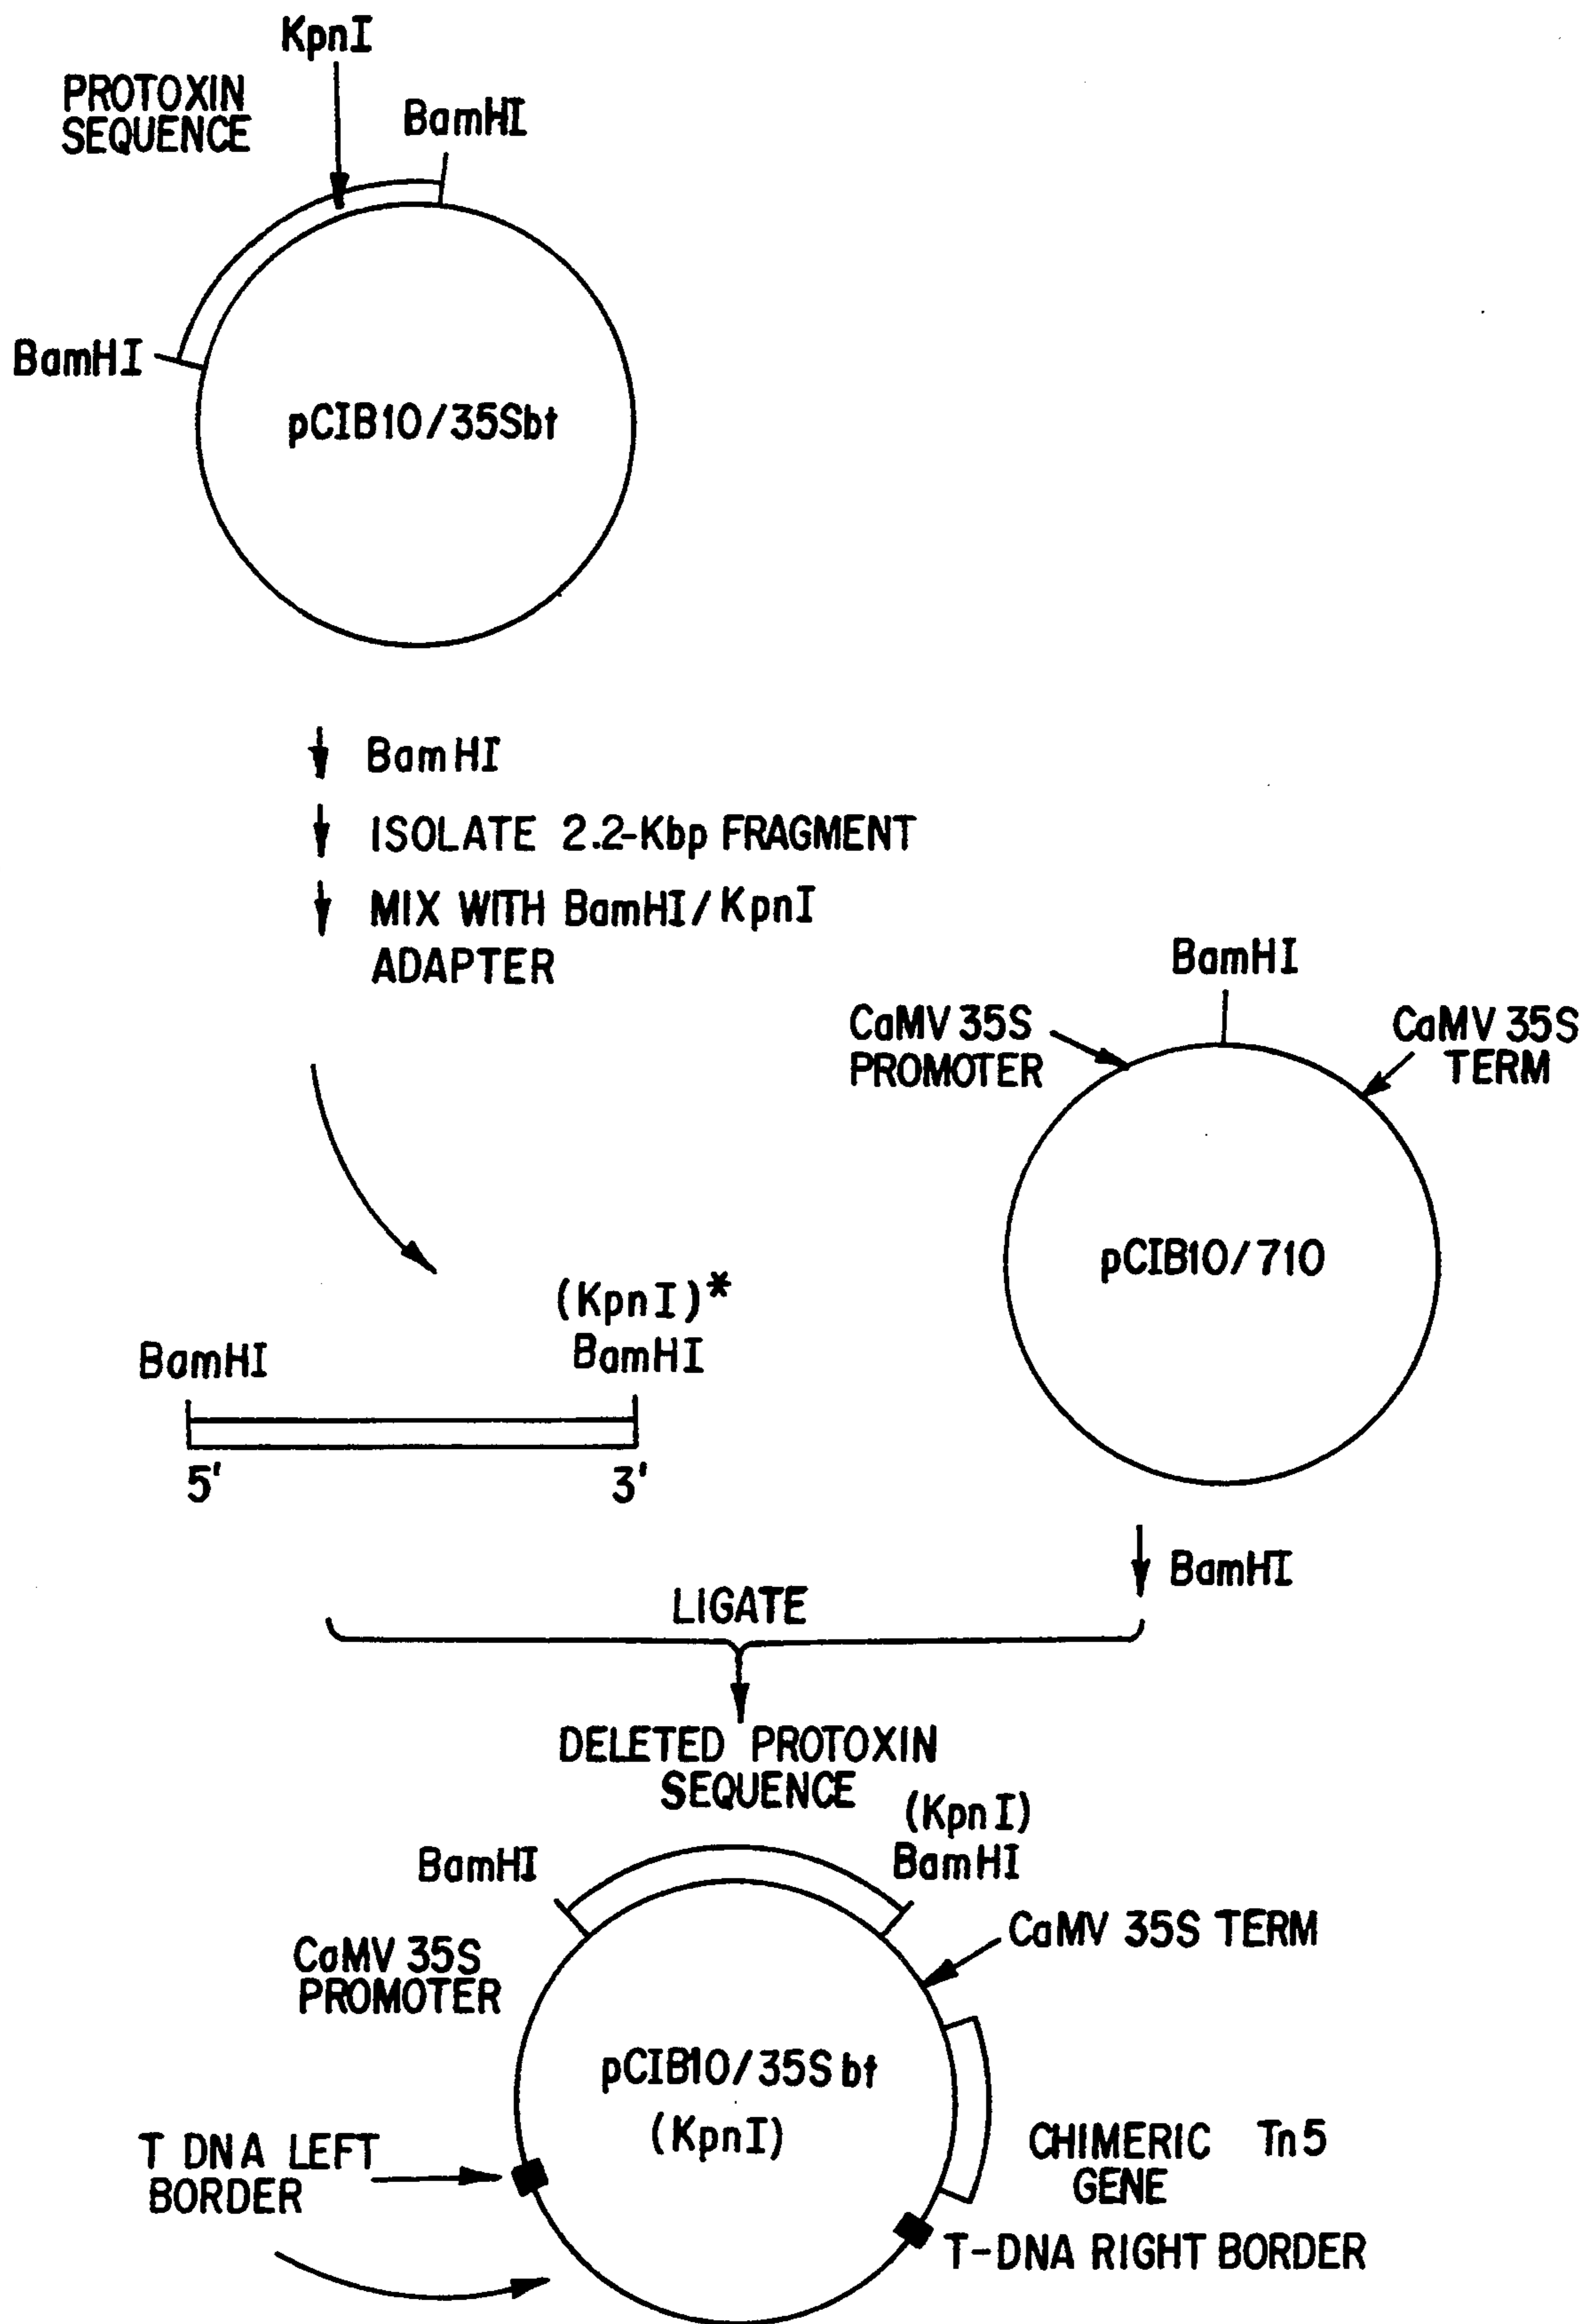 KpnI
PROTOXIN
SEQUENCE
BamHI
BamHI
pCIB10/35Sbt
BamHI
ISOLATE 2.2-Kbp FRAGMENT
MIX WITH BamHI/KpnI
ADAPTER
BamHI
CaMV 35S
PROMOTER
CaMV 35S
TERM
pCIB10/710
(KpnI)*
BamHI
BamHI
5'
3'
BamHI
LIGATE
DELETED PROTOXIN
SEQUENCE
(KpnI)
BamHI
BamHI
CaMV 35S TERM
CaMV 35S
PROMOTER
pCIB10/35Sbt
(KpnI)
T DNA LEFT
BORDER
CHIMERIC Tn5
GENE
T-DNA RIGHT BORDER